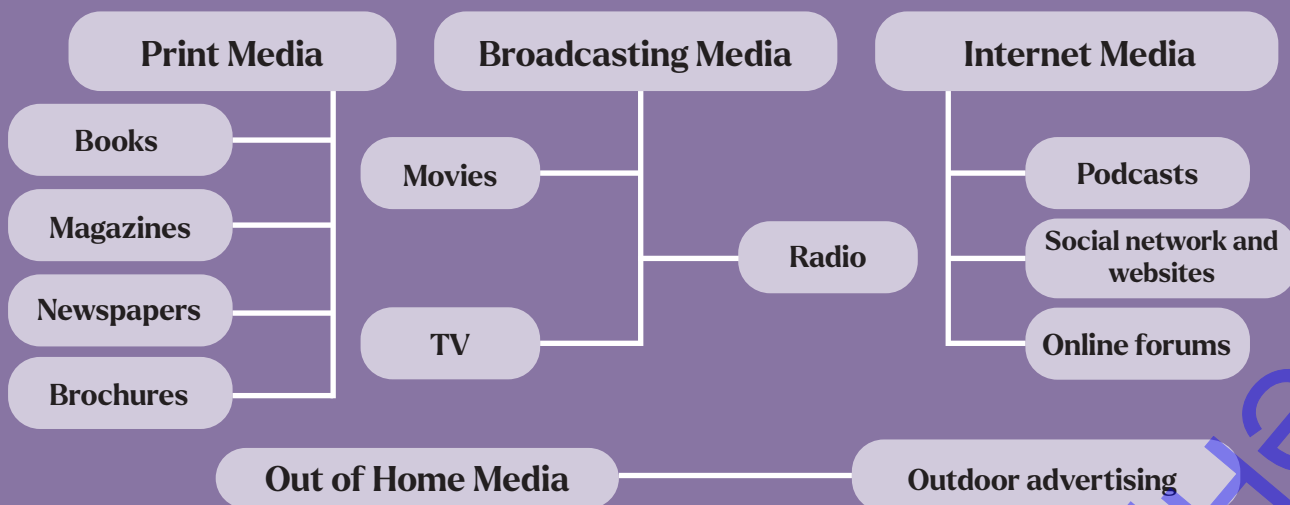 Print Media
Broadcasting Media
Internet Media
Books
Magazines
Newspapers
Brochures
Movies
Radio
TV
Podcasts
Social network and
websites
Online forums
Out of Home Media
Outdoor advertising